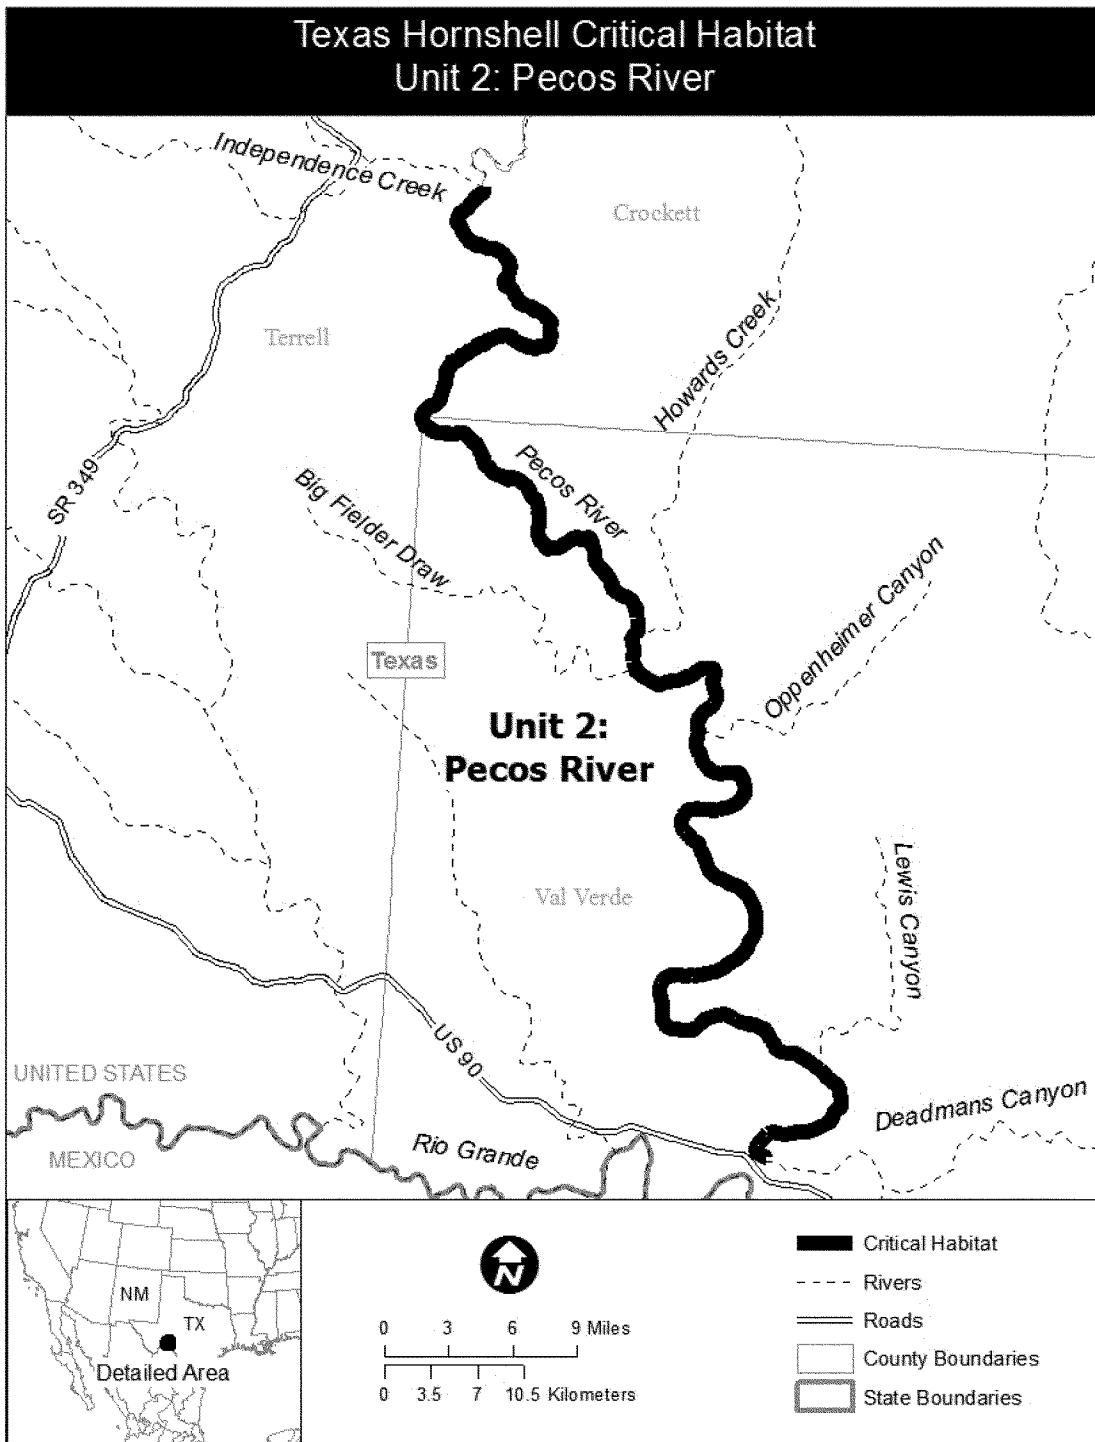 Texas Hornshell Critical Habitat
Unit 2: Pecos River
Independence Creek
Crockett
Terrell
Howards Creek
SR 349
Pecos River
Big Fielder Draw
Oppenheimer Canyon
Texas
Unit 2:
Pecos River
Val Verde
Lewis Canyon
US 90
UNITED STATES
Deadmans Canyon
Rio Grande
MEXICO
NM
TX
Detailed Area
N
0 3 6 9 Miles
0 3.5 7 10.5 Kilometers
Critical Habitat
Rivers
Roads
County Boundaries
State Boundaries